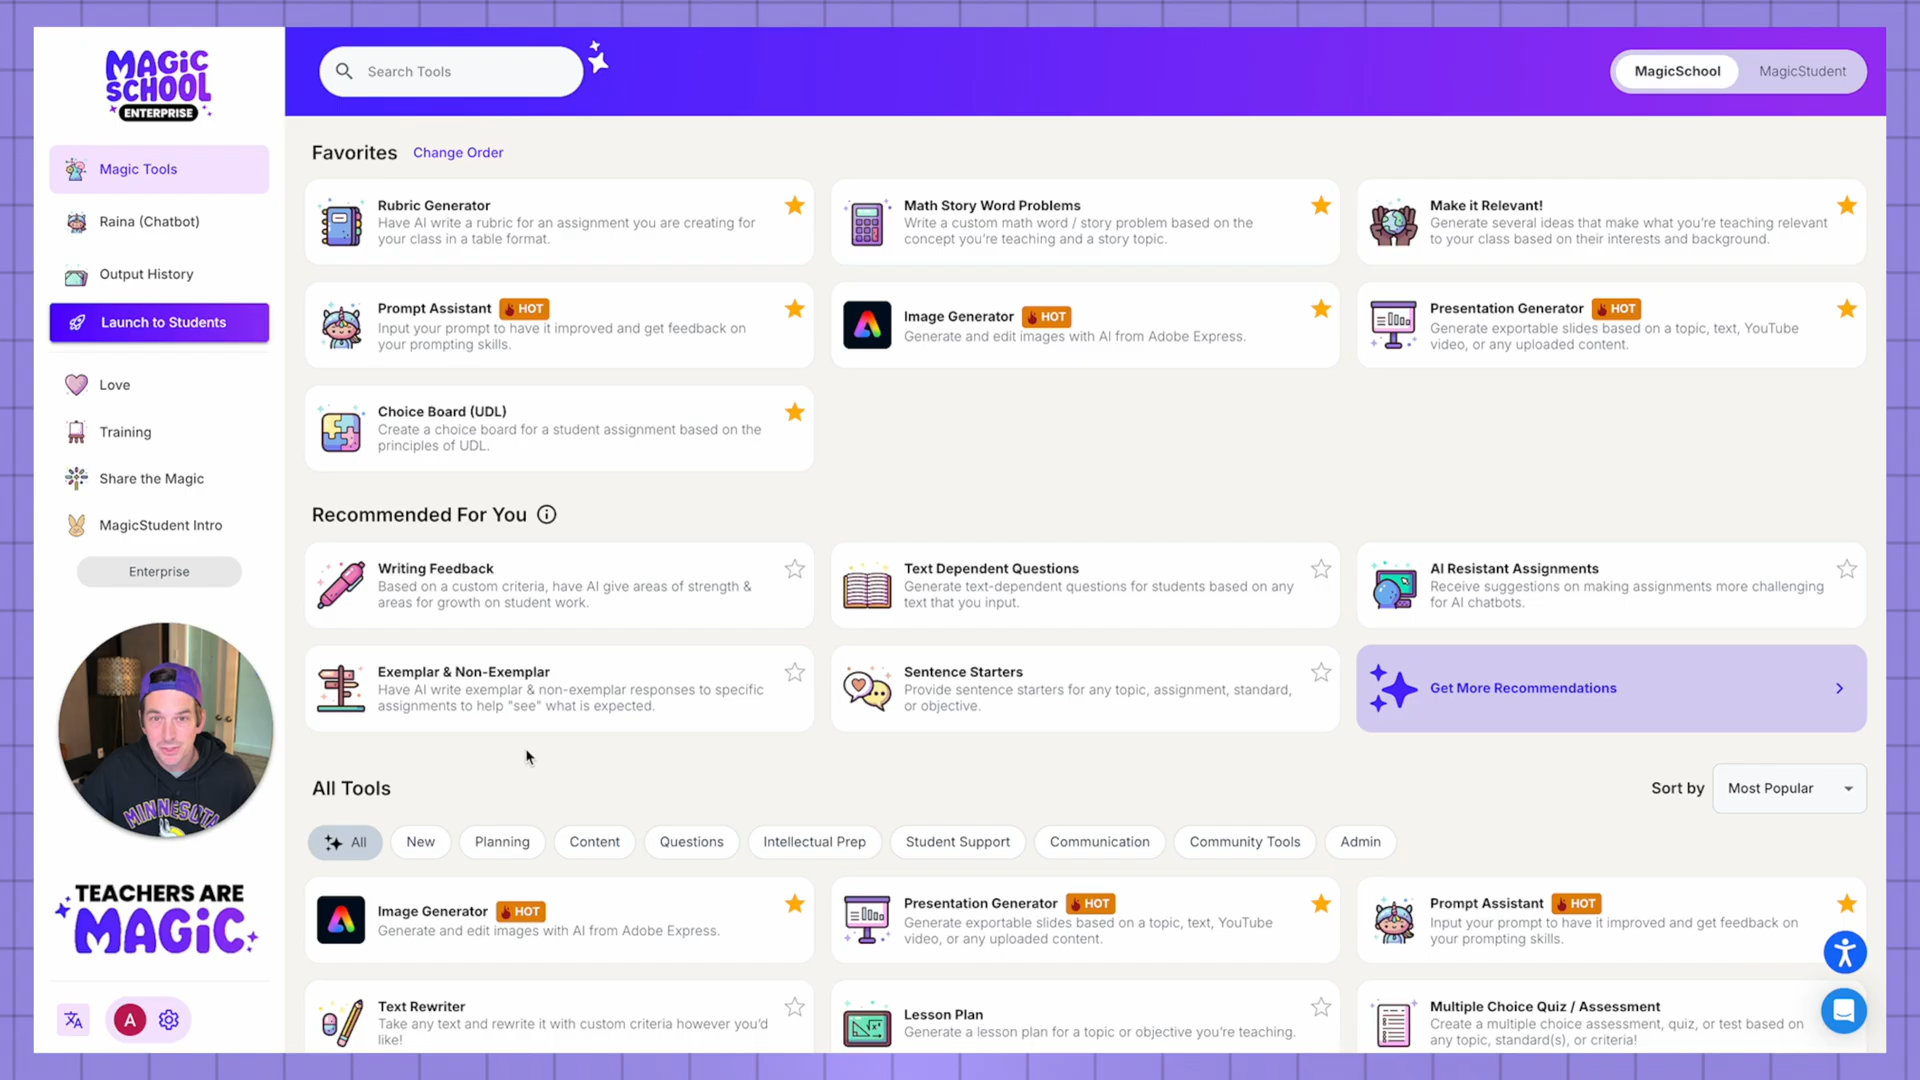 MAGIC
SCHOOL
ENTERPRISE
Search Tools
MagicSchool
MagicStudent
Magic Tools
Raina (Chatbot)
Output History
Launch to Students
Love
Training
Share the Magic
MagicStudent Intro
Enterprise
MINNESOTA
TEACHERS ARE
MAGIC
A
Favorites
Change Order
Rubric Generator
Have AI write a rubric for an assignment you are creating for
your class in a table format.
Math Story Word Problems
Write a custom math word / story problem based on the
concept you're teaching and a story topic.
Make it Relevant!
Generate several ideas that make what you're teaching relevant
to your class based on their interests and background.
Prompt Assistant HOT
Input your prompt to have it improved and get feedback on
your prompting skills.
Image Generator HOT
Generate and edit images with AI from Adobe Express.
Presentation Generator HOT
Generate exportable slides based on a topic, text, YouTube
video, or any uploaded content.
Choice Board (UDL)
Create a choice board for a student assignment based on the
principles of UDL.
Recommended For You
Writing Feedback
Based on a custom criteria, have AI give areas of strength &
areas for growth on student work.
Text Dependent Questions
Generate text-dependent questions for students based on any
text that you input.
AI Resistant Assignments
Receive suggestions on making assignments more challenging
for AI chatbots.
Exemplar & Non-Exemplar
Have AI write exemplar & non-exemplar responses to specific
assignments to help "see" what is expected.
Sentence Starters
Provide sentence starters for any topic, assignment, standard,
or objective.
Get More Recommendations
All Tools
Sort by
Most Popular
All
New
Planning
Content
Questions
Intellectual Prep
Student Support
Communication
Community Tools
Admin
Image Generator HOT
Generate and edit images with AI from Adobe Express.
Presentation Generator HOT
Generate exportable slides based on a topic, text, YouTube
video, or any uploaded content.
Prompt Assistant HOT
Input your prompt to have it improved and get feedback on
your prompting skills.
Text Rewriter
Take any text and rewrite it with custom criteria however you'd
like!
Lesson Plan
Generate a lesson plan for a topic or objective you're teaching.
Multiple Choice Quiz / Assessment
Create a multiple choice assessment, quiz, or test based on
any topic, standard(s), or criteria!